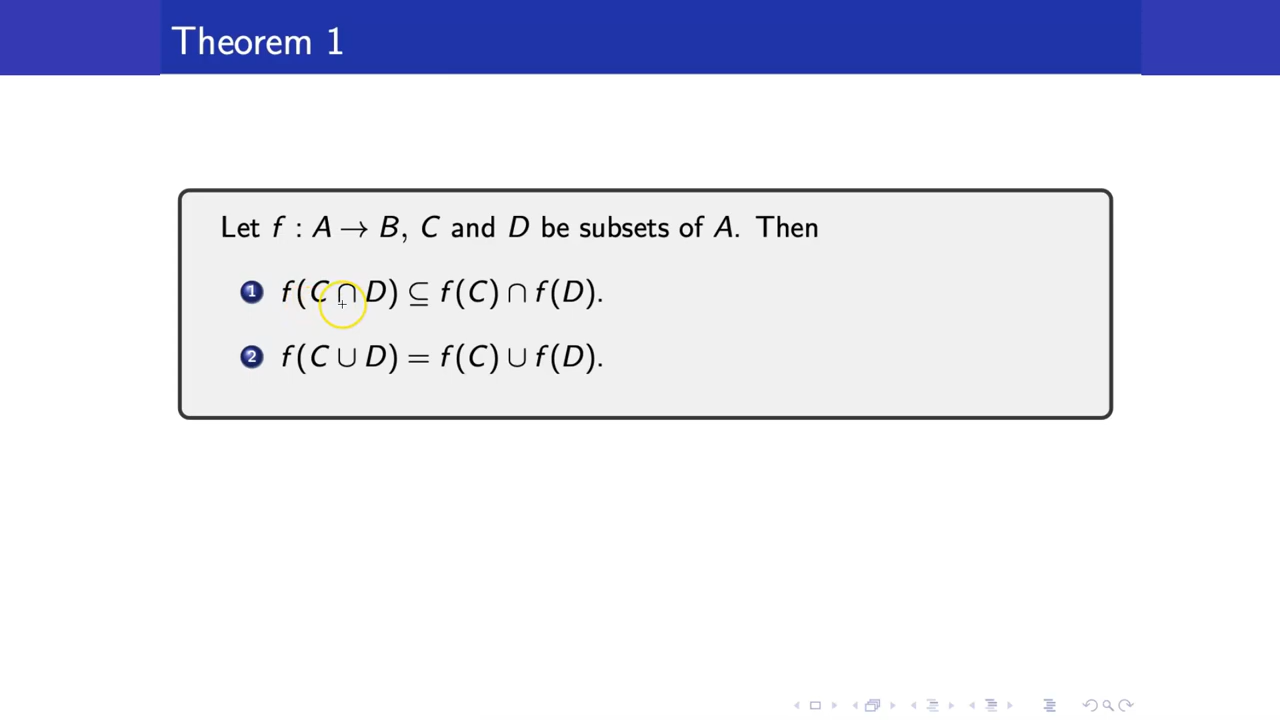 Theorem 1
Let f : A → B, C and D be subsets of A. Then
1 f(C ∩ D) ⊆ f(C) ∩ f(D).
2 f(C ∪ D) = f(C) ∪ f(D).